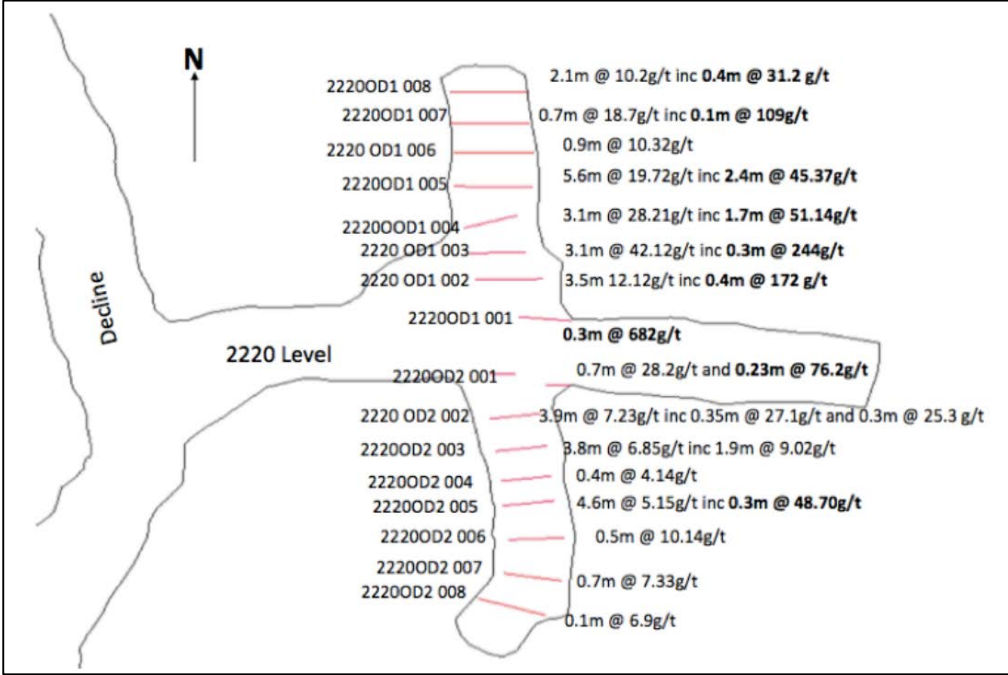 N
2220OD1 008 2.1m @ 10.2g/t inc 0.4m @ 31.2 g/t
2220OD1 007 0.7m @ 18.7g/t inc 0.1m @ 109g/t
2220 OD1 006 0.9m @ 10.32g/t
2220OD1 005 5.6m @ 19.72g/t inc 2.4m @ 45.37g/t
2220OOD1 004 3.1m @ 28.21g/t inc 1.7m @ 51.14g/t
2220 OD1 003 3.1m @ 42.12g/t inc 0.3m @ 244g/t
2220 OD1 002 3.5m 12.12g/t inc 0.4m @ 172 g/t
Decline
2220OD1 001
0.3m @ 682g/t
2220 Level
2220OD2 001 0.7m @ 28.2g/t and 0.23m @ 76.2g/t
2220 OD2 002 3.9m @ 7.23g/t inc 0.35m @ 27.1g/t and 0.3m @ 25.3 g/t
2220OD2 003 3.8m @ 6.85g/t inc 1.9m @ 9.02g/t
2220OD2 004 0.4m @ 4.14g/t
2220OD2 005 4.6m @ 5.15g/t inc 0.3m @ 48.70g/t
2220OD2 006 0.5m @ 10.14g/t
2220OD2 007 0.7m @ 7.33g/t
2220OD2 008 0.1m @ 6.9g/t